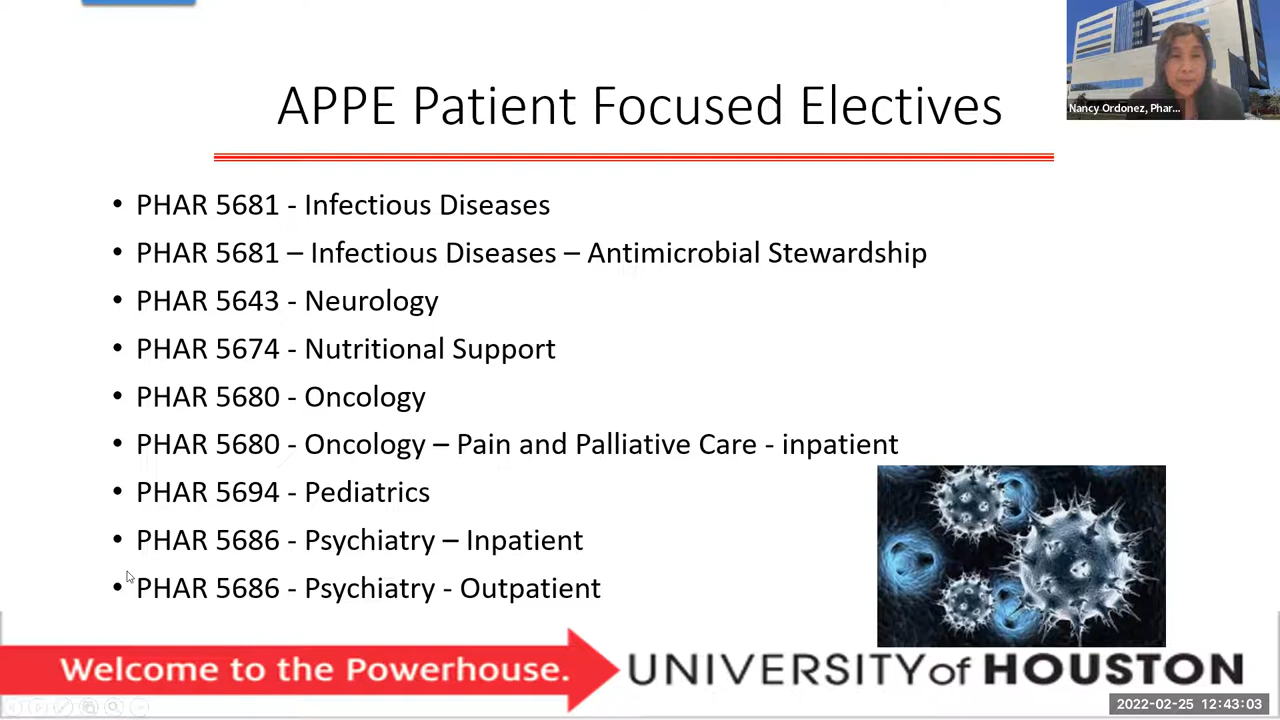 APPE Patient Focused Electives
Nancy Ordonez, Phar...
• PHAR 5681 - Infectious Diseases
• PHAR 5681 – Infectious Diseases – Antimicrobial Stewardship
• PHAR 5643 - Neurology
• PHAR 5674 - Nutritional Support
• PHAR 5680 - Oncology
• PHAR 5680 - Oncology – Pain and Palliative Care - inpatient
• PHAR 5694 - Pediatrics
• PHAR 5686 - Psychiatry – Inpatient
• PHAR 5686 - Psychiatry - Outpatient
Welcome to the Powerhouse.
UNIVERSITY of HOUSTON
2022-02-25 12:43:03